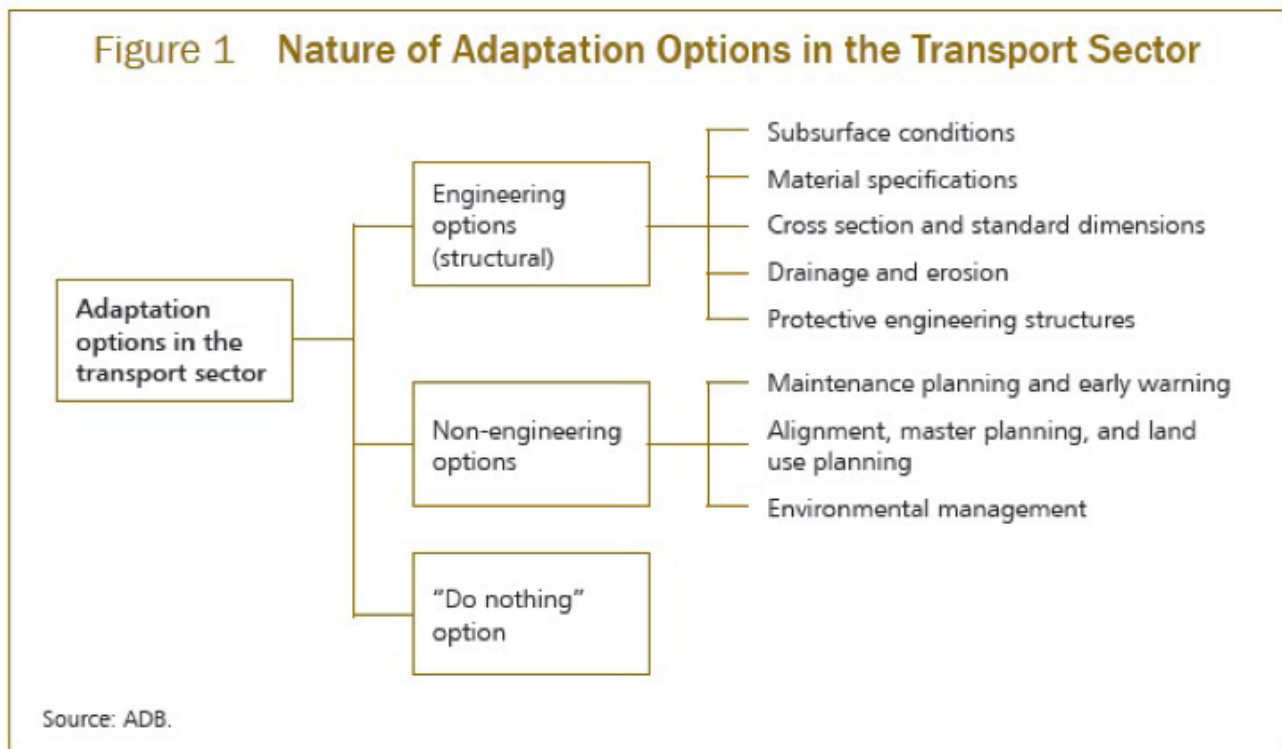 Figure 1 Nature of Adaptation Options in the Transport Sector
Adaptation
options in the
transport sector
Engineering
options
(structural)
Subsurface conditions
Material specifications
Cross section and standard dimensions
Drainage and erosion
Protective engineering structures
Non-engineering
options
Maintenance planning and early warning
Alignment, master planning, and land
use planning
Environmental management
“Do nothing”
option
Source: ADB.